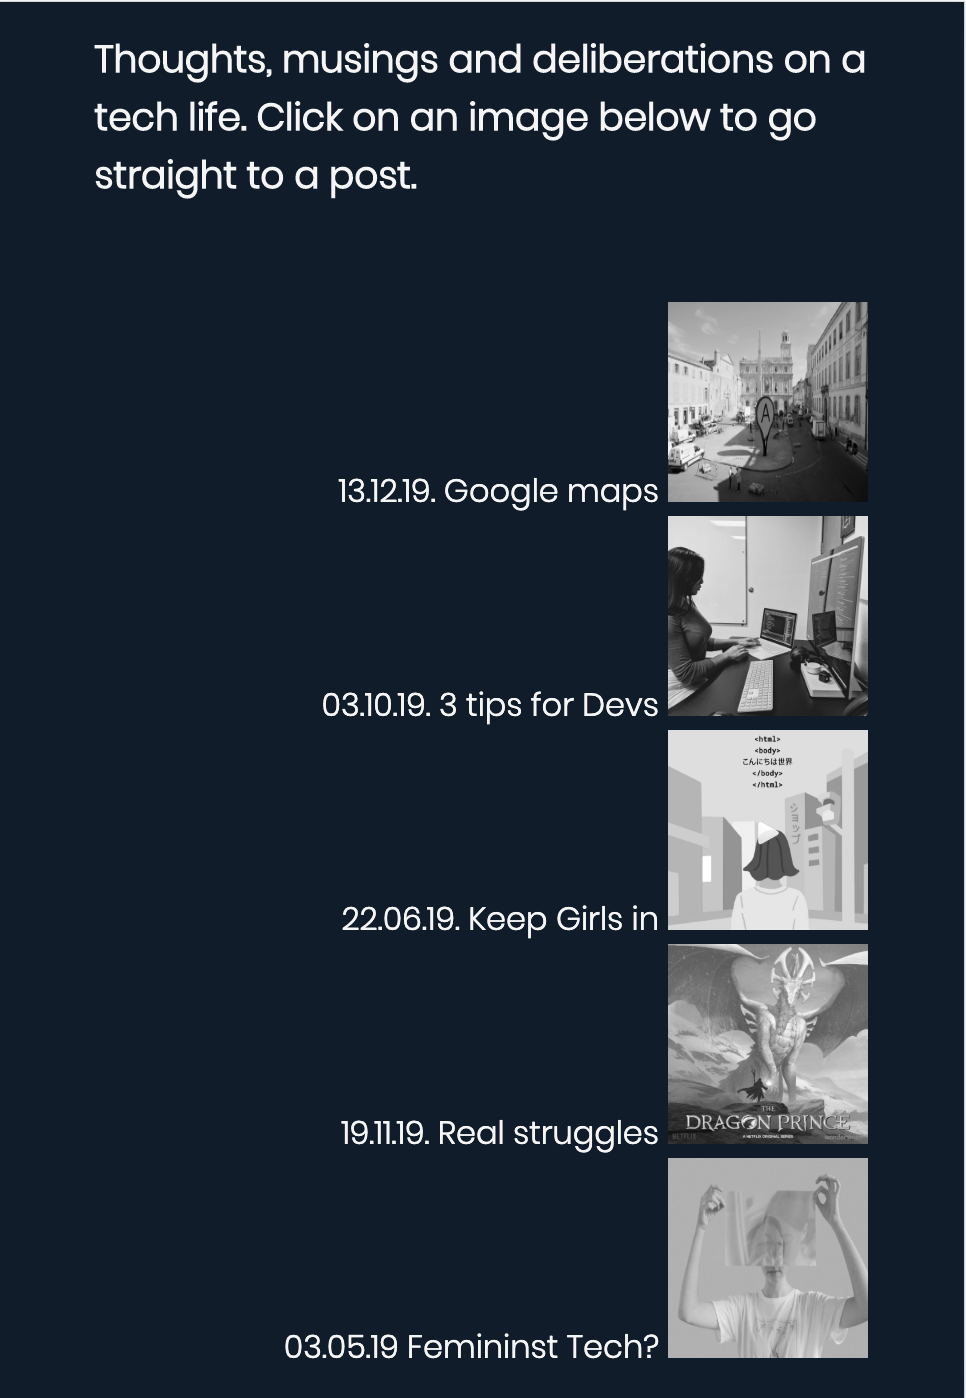 Thoughts, musings and deliberations on a
tech life. Click on an image below to go
straight to a post.
A
13.12.19. Google maps
03.10.19. 3 tips for Devs
<html>
<body>
こんにちは世界
</body>
</html>
ショップ
22.06.19. Keep Girls in
THE
DRAGON PRINCE
A NETFLIX ORIGINAL SERIES
NETFLIX
19.11.19. Real struggles
03.05.19 Femininst Tech?